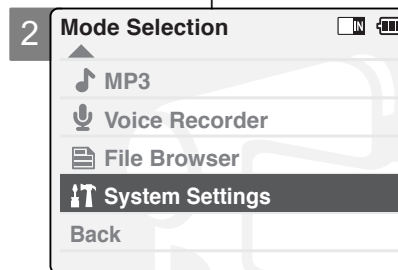 2
Mode Selection
IN
MP3
Voice Recorder
File Browser
System Settings
Back